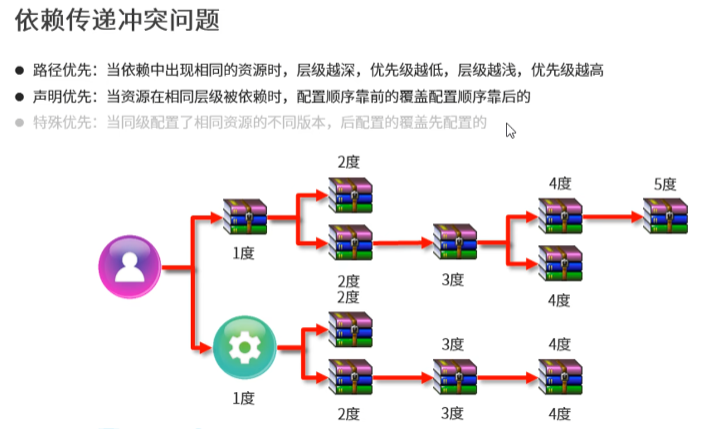 依赖传递冲突问题
● 路径优先：当依赖中出现相同的资源时，层级越深，优先级越低，层级越浅，优先级越高
● 声明优先：当资源在相同层级被依赖时，配置顺序靠前的覆盖配置顺序靠后的
● 特殊优先：当同级配置了相同资源的不同版本，后配置的覆盖先配置的
2度
4度
5度
1度
2度
3度
4度
2度
3度
4度
1度
2度
3度
4度